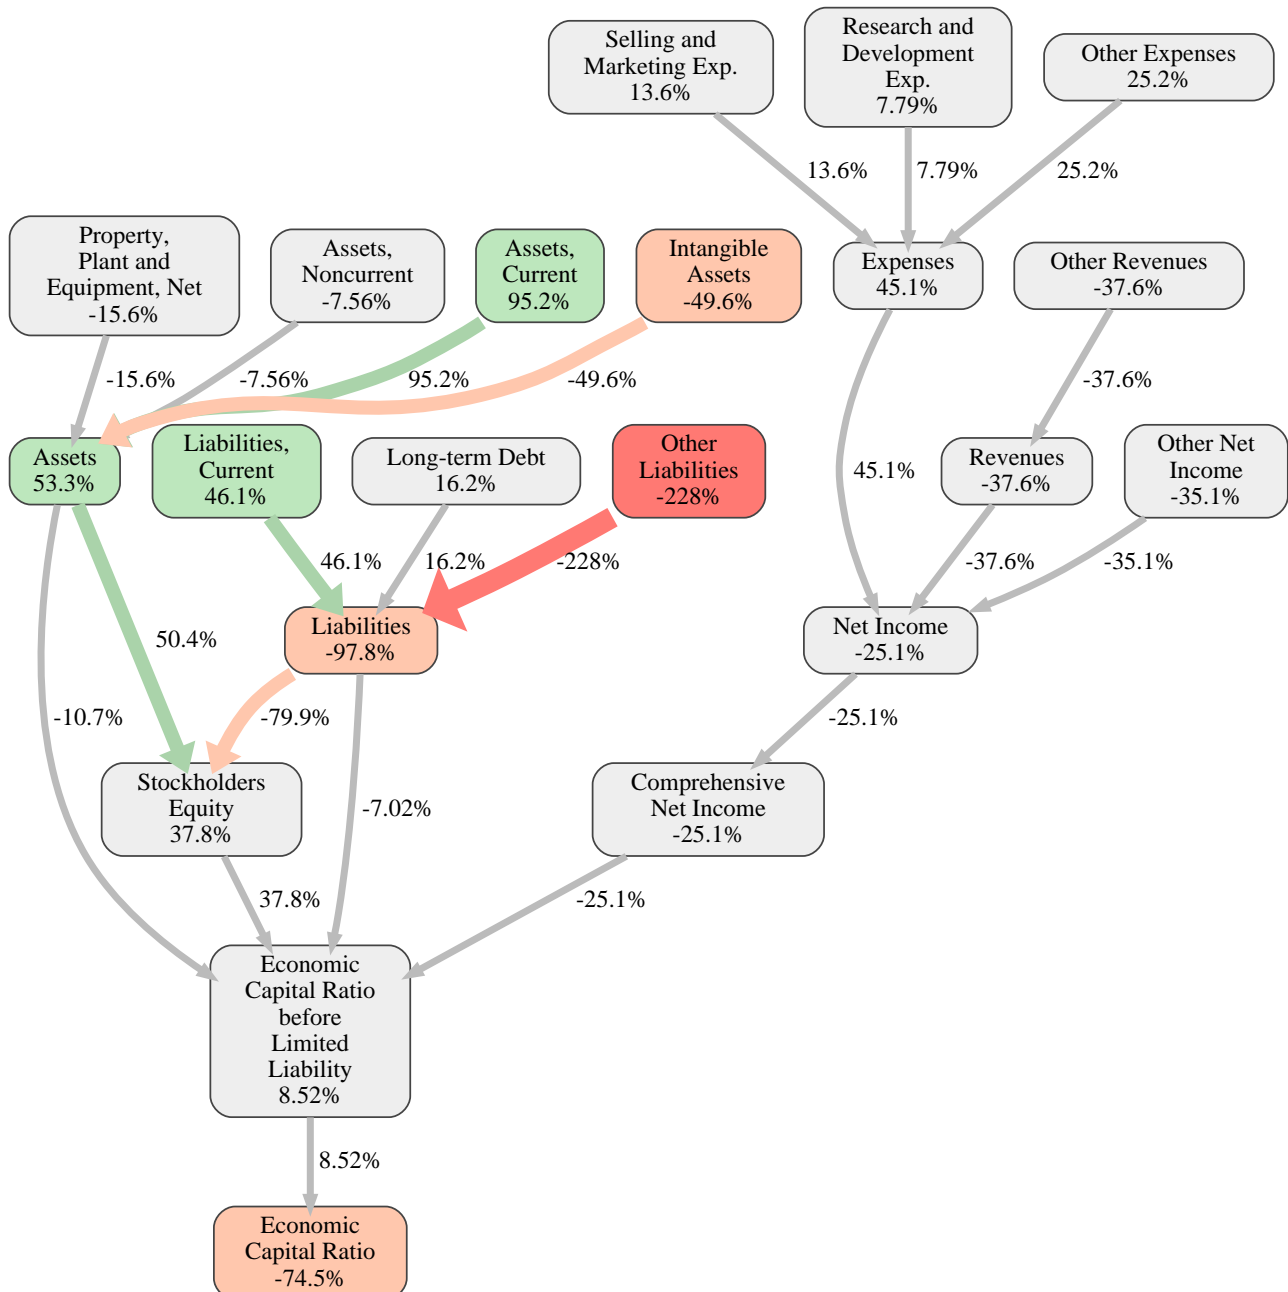 Selling and
Marketing Exp.
13.6%
Research and
Development
Exp.
7.79%
Other Expenses
25.2%
13.6%
7.79%
25.2%
Property,
Plant and
Equipment, Net
-15.6%
Assets,
Noncurrent
-7.56%
Assets,
Current
95.2%
Intangible
Assets
-49.6%
Expenses
45.1%
Other Revenues
-37.6%
-15.6%
-7.56%
95.2%
-49.6%
-37.6%
Assets
53.3%
Liabilities,
Current
46.1%
Long-term Debt
16.2%
Other
Liabilities
-228%
45.1%
Revenues
-37.6%
Other Net
Income
-35.1%
46.1%
16.2%
-228%
-37.6%
-35.1%
50.4%
Liabilities
-97.8%
Net Income
-25.1%
-10.7%
-79.9%
-25.1%
Stockholders
Equity
37.8%
-7.02%
Comprehensive
Net Income
-25.1%
37.8%
-25.1%
Economic
Capital Ratio
before
Limited
Liability
8.52%
8.52%
Economic
Capital Ratio
-74.5%